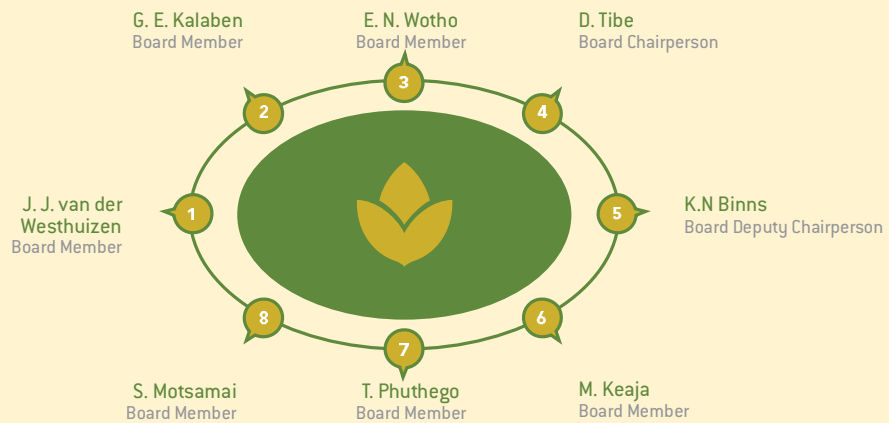 G. E. Kalaben
Board Member
E. N. Wotho
Board Member
D. Tibe
Board Chairperson
3
2
4
J. J. van der
Westhuizen
Board Member
1
5
K.N Binns
Board Deputy Chairperson
8
6
7
S. Motsamai
Board Member
T. Phuthego
Board Member
M. Keaja
Board Member